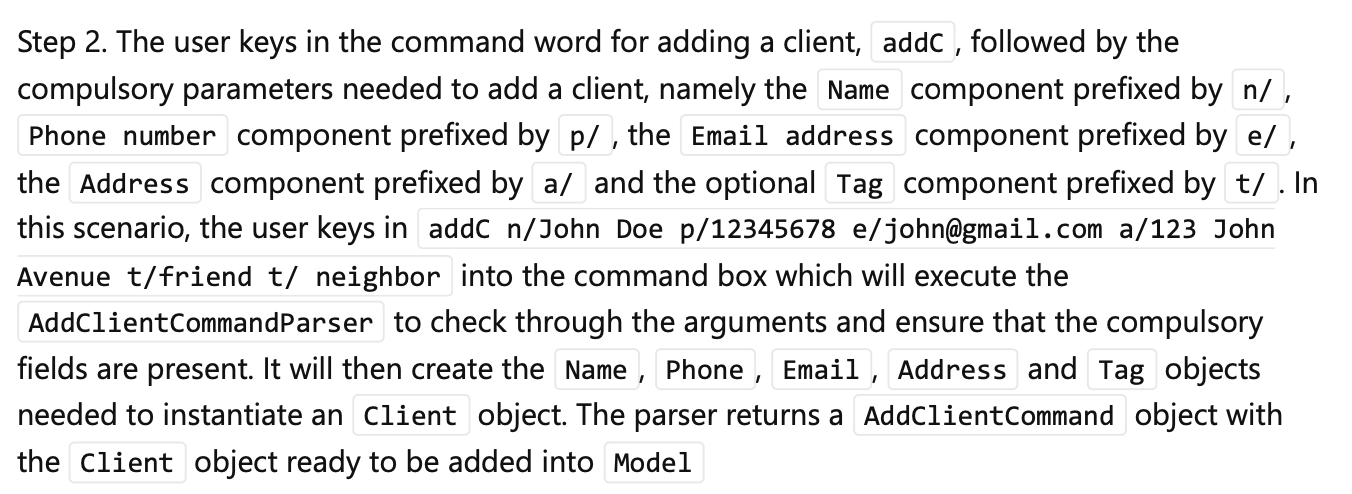 Step 2. The user keys in the command word for adding a client, addC , followed by the
compulsory parameters needed to add a client, namely the Name component prefixed by n/ ,
Phone number component prefixed by p/ , the Email address component prefixed by e/ ,
the Address component prefixed by a/ and the optional Tag component prefixed by t/ . In
this scenario, the user keys in addC n/John Doe p/12345678 e/john@gmail.com a/123 John
Avenue t/friend t/ neighbor into the command box which will execute the
AddClientCommandParser to check through the arguments and ensure that the compulsory
fields are present. It will then create the Name , Phone , Email , Address and Tag objects
needed to instantiate an Client object. The parser returns a AddClientCommand object with
the Client object ready to be added into Model